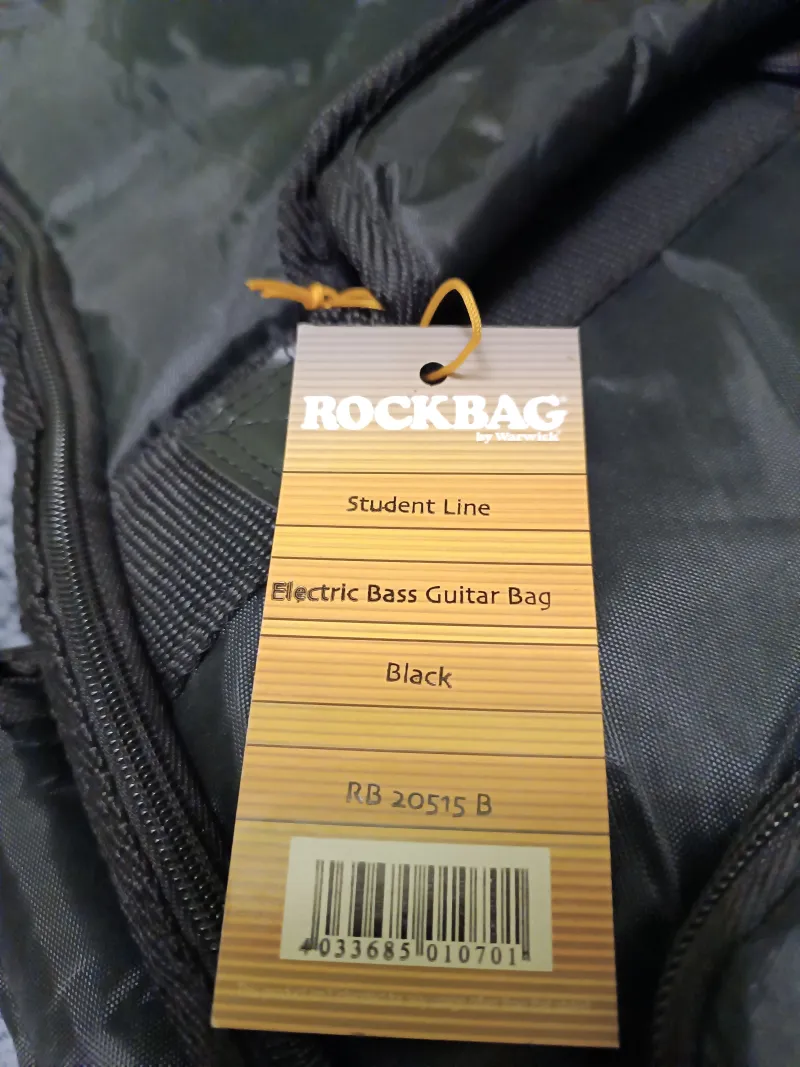 ROCKBAG®
by Warwick
Student Line
Electric Bass Guitar Bag
Black
RB 20515 B
4 033685 010701